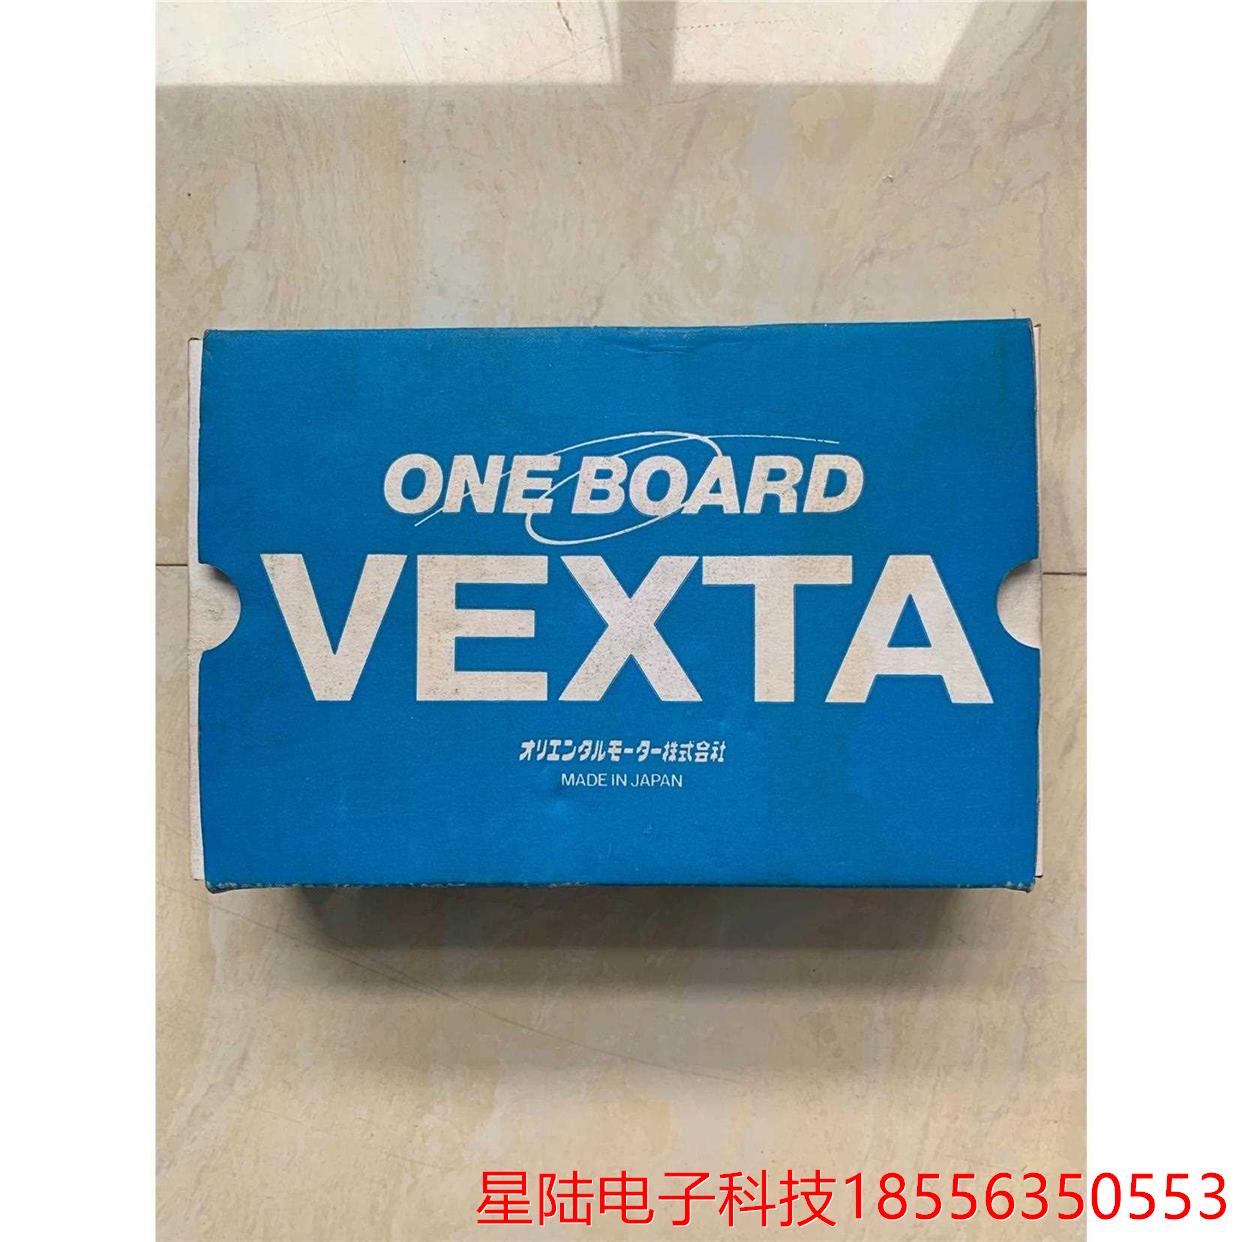 ONE BOARD
VEXTA
オリエンタルモーター株式会社
MADE IN JAPAN
星陆电子科技18556350553